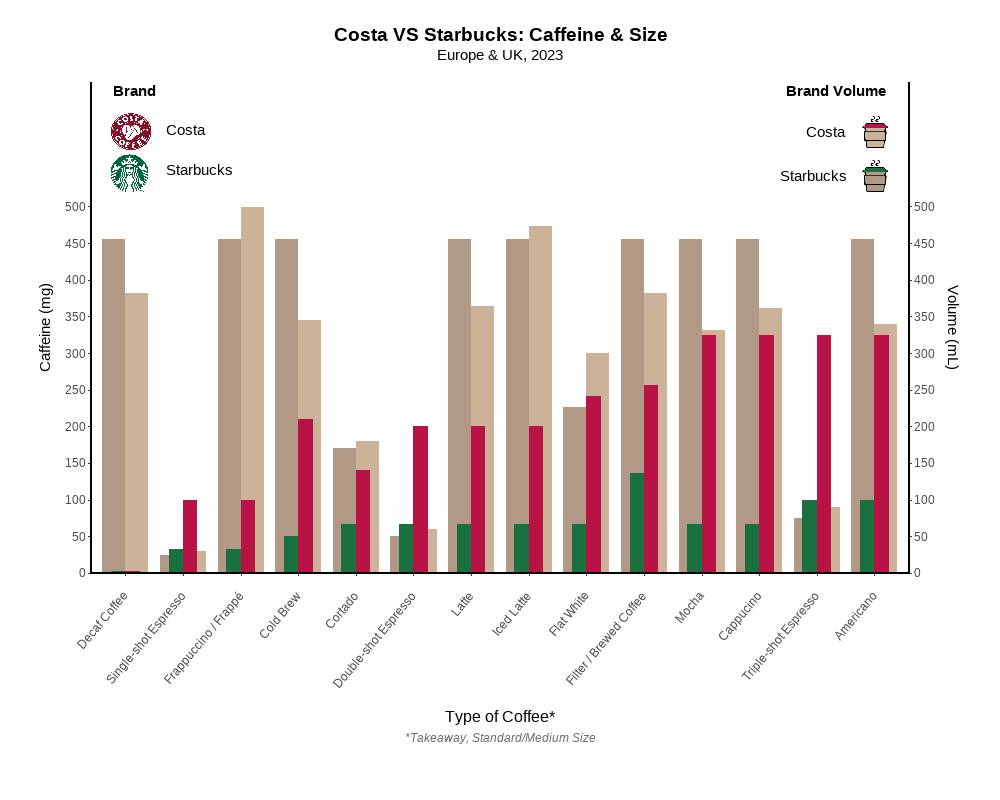 Costa VS Starbucks: Caffeine & Size
Europe & UK, 2023
Brand
Brand Volume
COSTA COFFEE
Costa
Costa
Starbucks
Starbucks
500
500
450
450
400
400
350
350
300
300
250
250
200
200
150
150
100
100
50
50
0
0
Caffeine (mg)
Volume (mL)
Decaf Coffee
Single-shot Espresso
Frappuccino / Frappé
Cold Brew
Cortado
Double-shot Espresso
Latte
Iced Latte
Flat White
Filter / Brewed Coffee
Mocha
Cappucino
Triple-shot Espresso
Americano
Type of Coffee*
*Takeaway, Standard/Medium Size